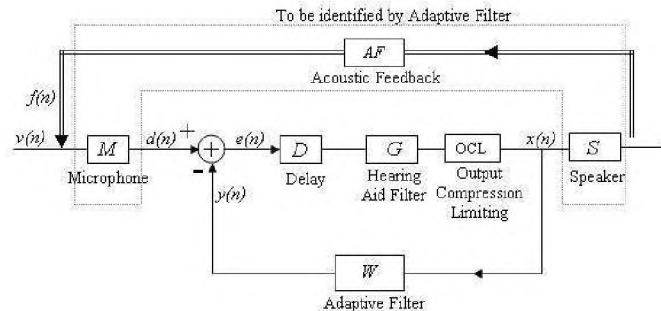 To be identified by Adaptive Filter
AF
Acoustic Feedback
f(n)
v(n)
M
Microphone
d(n)
+
-
e(n)
y(n)
D
Delay
G
Hearing
Aid Filter
OCL
Output
Compression
Limiting
x(n)
S
Speaker
W
Adaptive Filter